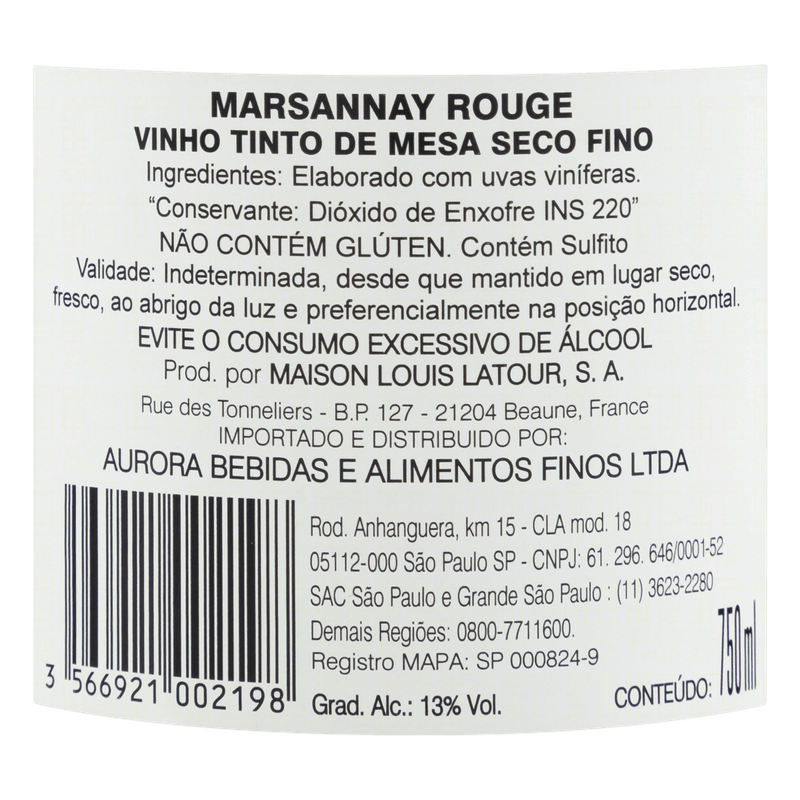 MARSANNAY ROUGE
VINHO TINTO DE MESA SECO FINO
Ingredientes: Elaborado com uvas viníferas.
“Conservante: Dióxido de Enxofre INS 220”
NÃO CONTÉM GLÚTEN. Contém Sulfito
Validade: Indeterminada, desde que mantido em lugar seco,
fresco, ao abrigo da luz e preferencialmente na posição horizontal.
EVITE O CONSUMO EXCESSIVO DE ÁLCOOL
Prod. por MAISON LOUIS LATOUR, S. A.
Rue des Tonneliers - B.P. 127 - 21204 Beaune, France
IMPORTADO E DISTRIBUIDO POR:
AURORA BEBIDAS E ALIMENTOS FINOS LTDA
Rod. Anhanguera, km 15 - CLA mod. 18
05112-000 São Paulo SP - CNPJ: 61. 296. 646/0001-52
SAC São Paulo e Grande São Paulo : (11) 3623-2280
Demais Regiões: 0800-7711600.
Registro MAPA: SP 000824-9
3 566921 002198
Grad. Alc.: 13% Vol.
CONTEÚDO: 750 ml